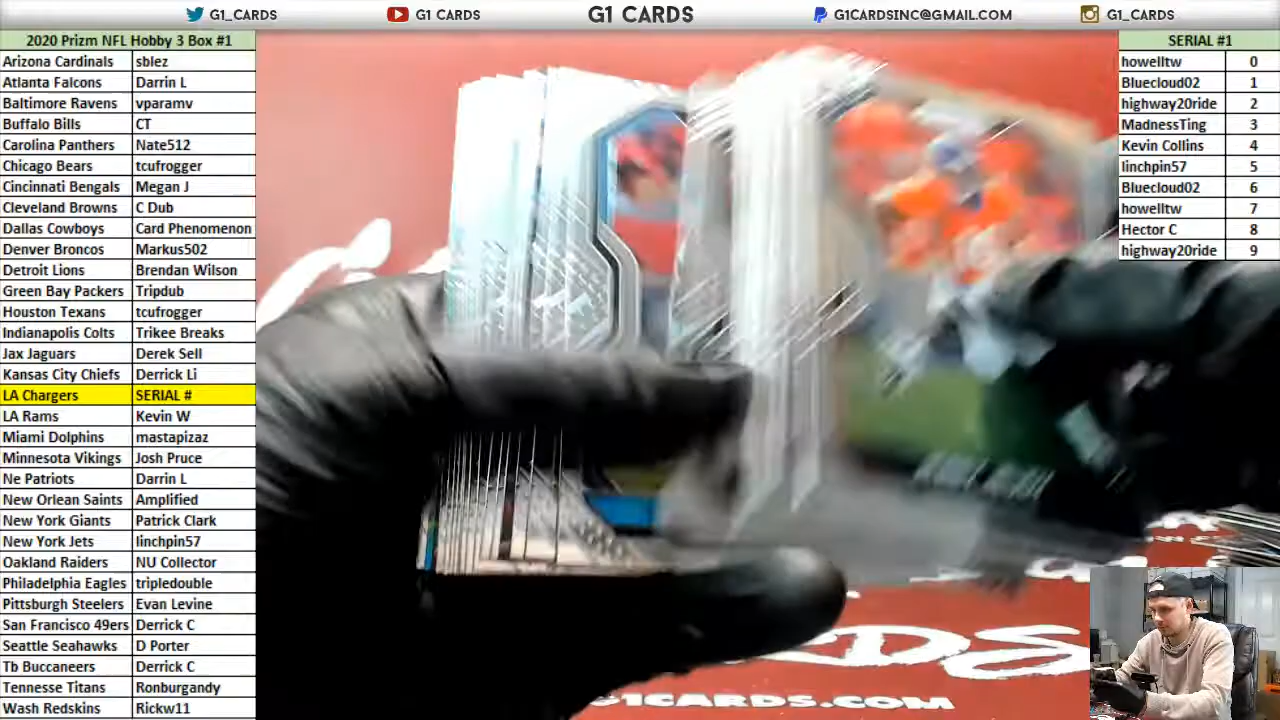 G1_CARDS
G1 CARDS
G1 CARDS
G1CARDSINC@GMAIL.COM
G1_CARDS
2020 Prizm NFL Hobby 3 Box #1
Arizona Cardinals sblez
Atlanta Falcons Darrin L
Baltimore Ravens vparamv
Buffalo Bills CT
Carolina Panthers Nate512
Chicago Bears tcufrogger
Cincinnati Bengals Megan J
Cleveland Browns C Dub
Dallas Cowboys Card Phenomenon
Denver Broncos Markus502
Detroit Lions Brendan Wilson
Green Bay Packers Tripdub
Houston Texans tcufrogger
Indianapolis Colts Trikee Breaks
Jax Jaguars Derek Sell
Kansas City Chiefs Derrick Li
LA Chargers SERIAL #
LA Rams Kevin W
Miami Dolphins mastapizaz
Minnesota Vikings Josh Pruce
Ne Patriots Darrin L
New Orlean Saints Amplified
New York Giants Patrick Clark
New York Jets linchpin57
Oakland Raiders NU Collector
Philadelphia Eagles tripledouble
Pittsburgh Steelers Evan Levine
San Francisco 49ers Derrick C
Seattle Seahawks D Porter
Tb Buccaneers Derrick C
Tennesse Titans Ronburgandy
Wash Redskins Rickw11
SERIAL #1
howelltw 0
Bluecloud02 1
highway20ride 2
MadnessTing 3
Kevin Collins 4
linchpin57 5
Bluecloud02 6
howelltw 7
Hector C 8
highway20ride 9
G1CARDS.COM